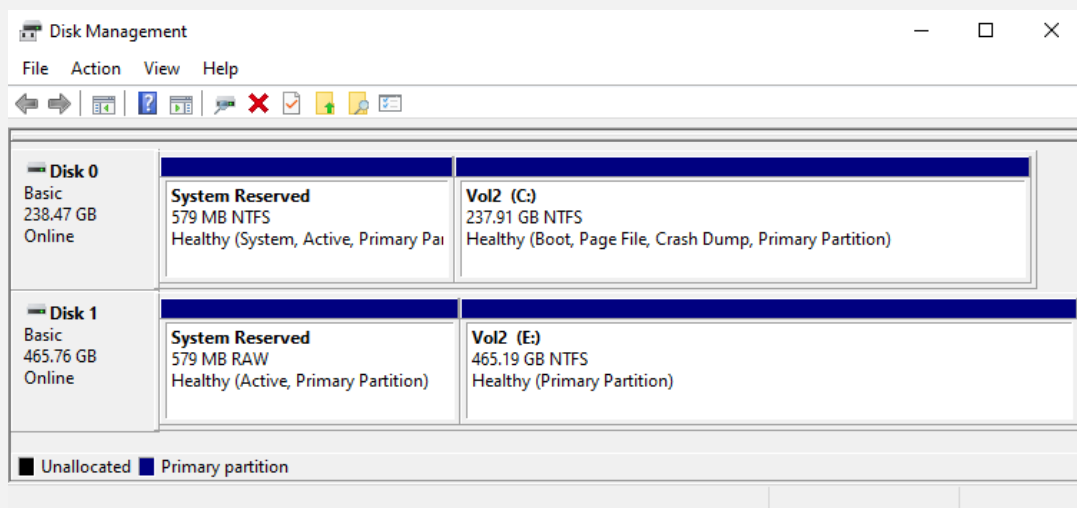 Disk Management
File Action View Help
Disk 0
Basic
238.47 GB
Online
System Reserved
579 MB NTFS
Healthy (System, Active, Primary Pa
Vol2 (C:)
237.91 GB NTFS
Healthy (Boot, Page File, Crash Dump, Primary Partition)
Disk 1
Basic
465.76 GB
Online
System Reserved
579 MB RAW
Healthy (Active, Primary Partition)
Vol2 (E:)
465.19 GB NTFS
Healthy (Primary Partition)
Unallocated Primary partition